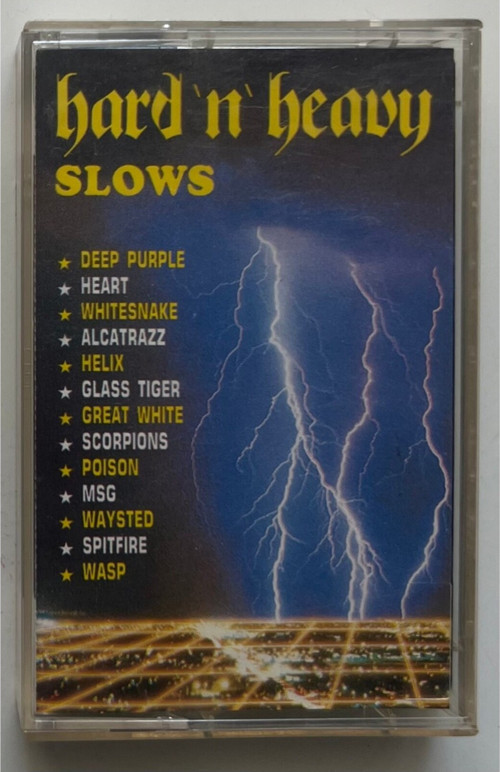 hard 'n' heavy
SLOWS
★ DEEP PURPLE
★ HEART
★ WHITESNAKE
★ ALCATRAZZ
★ HELIX
★ GLASS TIGER
★ GREAT WHITE
★ SCORPIONS
★ POISON
★ MSG
★ WAYSTED
★ SPITFIRE
★ WASP